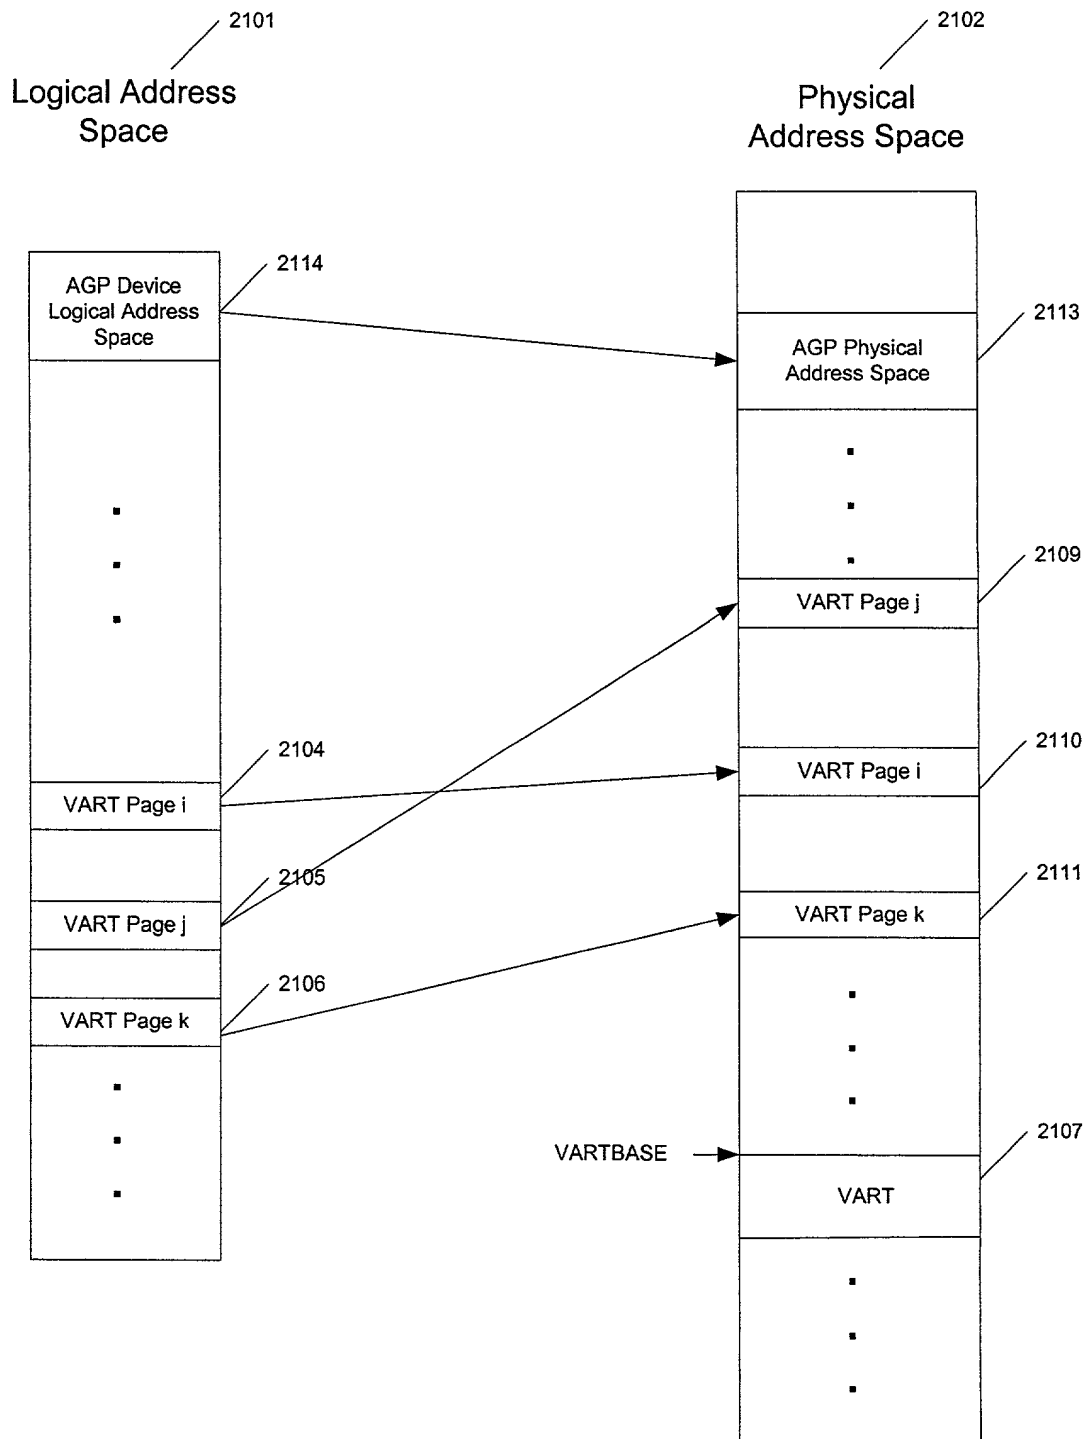 2101
2102
Logical Address
Space
Physical
Address Space
2114
AGP Device
Logical Address
Space
2113
AGP Physical
Address Space
2109
VART Page j
2104
VART Page i
2110
VART Page i
2105
VART Page j
2111
VART Page k
2106
VART Page k
2107
VARTBASE
VART